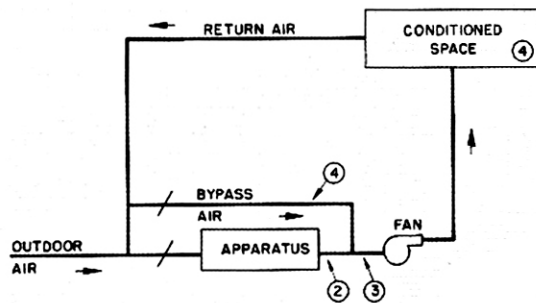 RETURN AIR
CONDITIONED
SPACE
4
4
BYPASS
AIR
FAN
OUTDOOR
AIR
APPARATUS
2
3